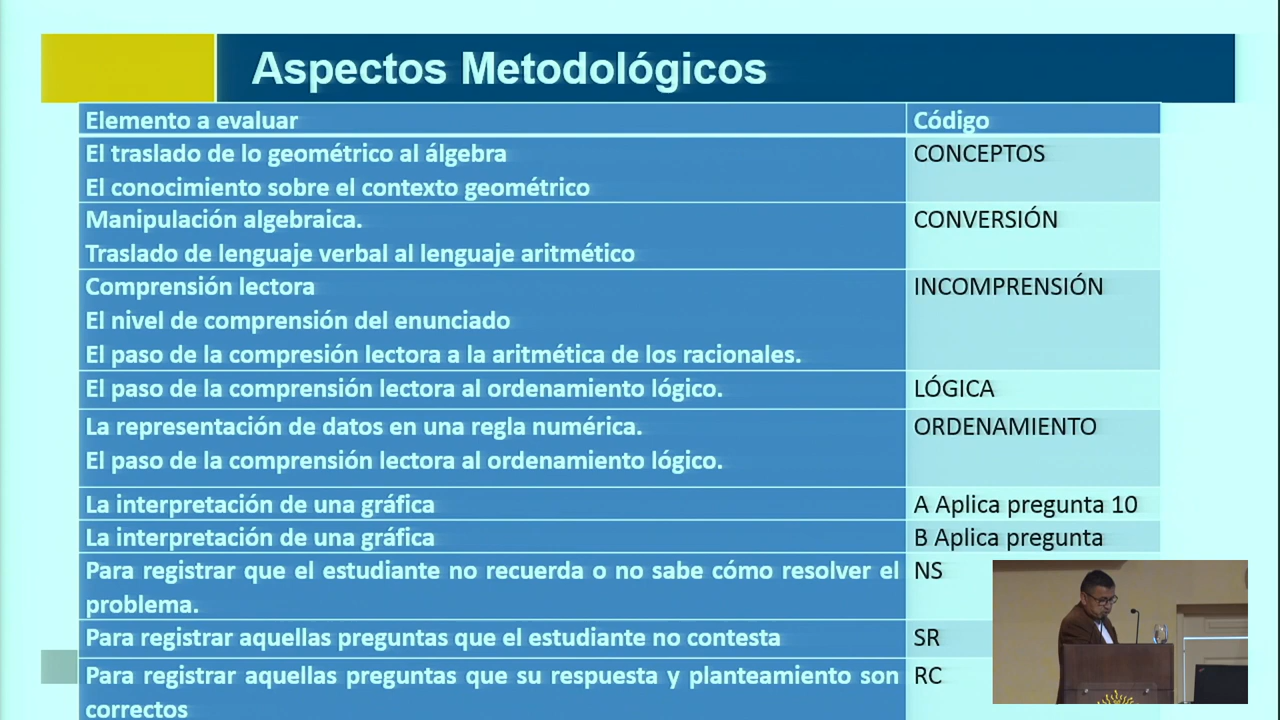 Aspectos Metodológicos
Elemento a evaluar
Código
El traslado de lo geométrico al álgebra
CONCEPTOS
El conocimiento sobre el contexto geométrico
Manipulación algebraica.
CONVERSIÓN
Traslado de lenguaje verbal al lenguaje aritmético
Comprensión lectora
INCOMPRENSIÓN
El nivel de comprensión del enunciado
El paso de la compresión lectora a la aritmética de los racionales.
El paso de la comprensión lectora al ordenamiento lógico.
LÓGICA
La representación de datos en una regla numérica.
ORDENAMIENTO
El paso de la comprensión lectora al ordenamiento lógico.
La interpretación de una gráfica
A Aplica pregunta 10
La interpretación de una gráfica
B Aplica pregunta
Para registrar que el estudiante no recuerda o no sabe cómo resolver el
NS
problema.
Para registrar aquellas preguntas que el estudiante no contesta
SR
Para registrar aquellas preguntas que su respuesta y planteamiento son
RC
correctos